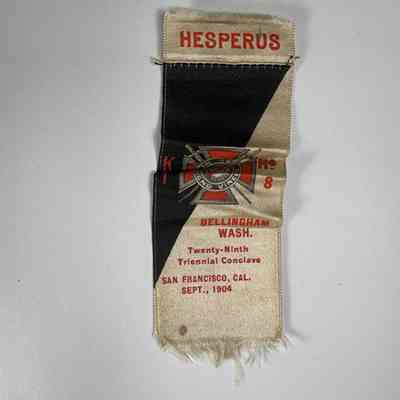 HESPERUS
K No
T 8
BELLINGHAM
WASH.
Twenty-Ninth
Triennial Conclave
SAN FRANCISCO, CAL.
SEPT., 1904